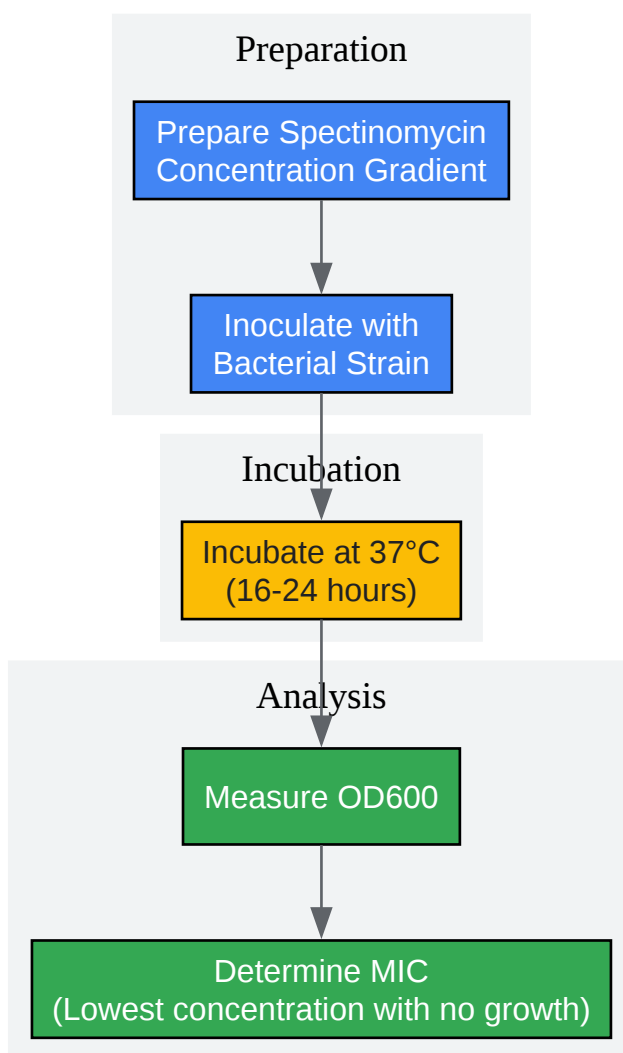 Preparation
Prepare Spectinomycin
Concentration Gradient
Inoculate with
Bacterial Strain
Incubation
Incubate at 37°C
(16-24 hours)
Analysis
Measure OD600
Determine MIC
(Lowest concentration with no growth)